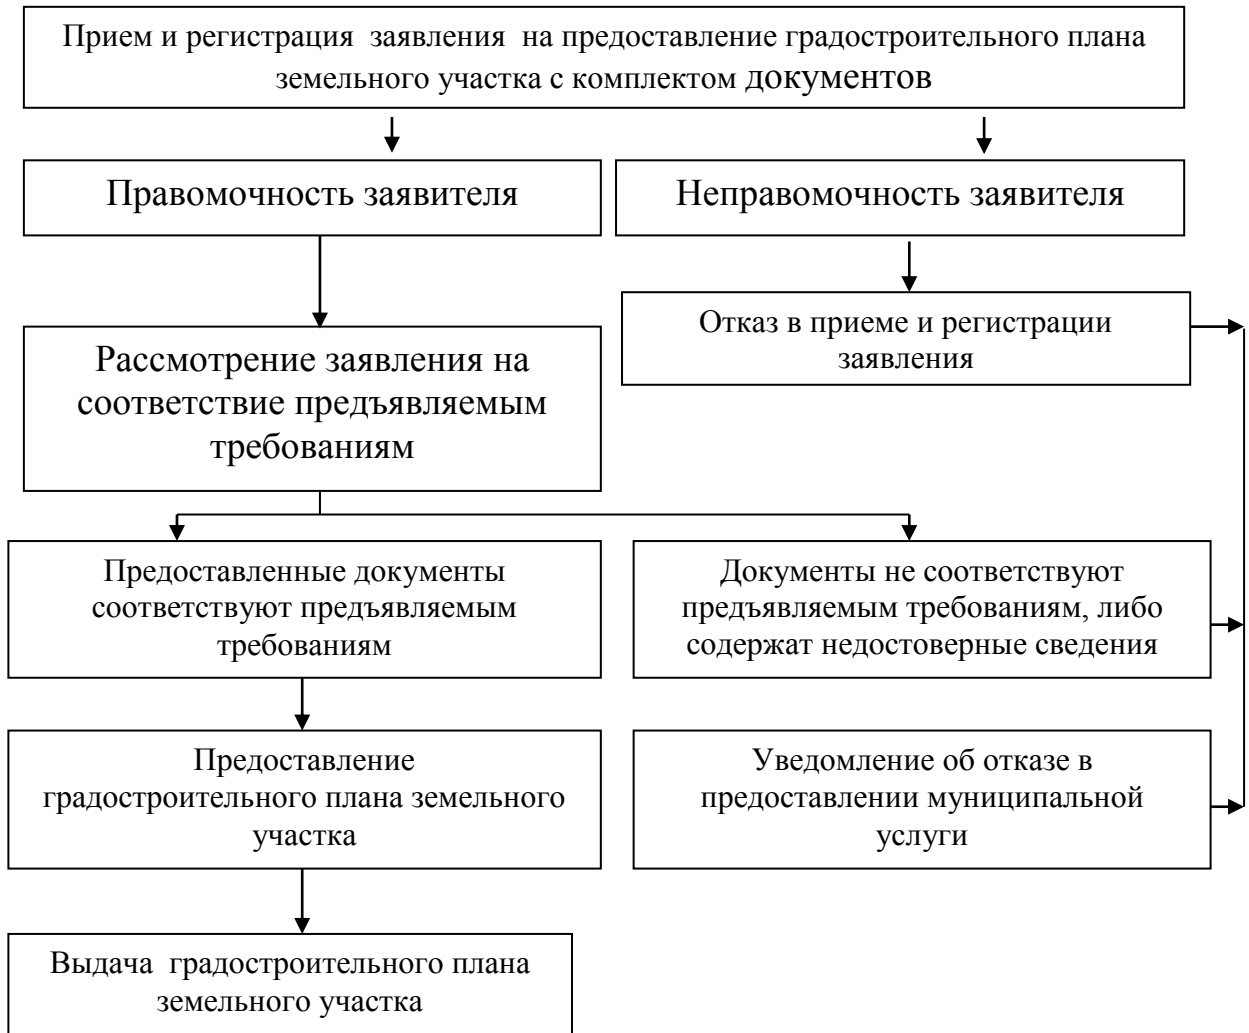 Прием и регистрация заявления на предоставление градостроительного плана
земельного участка с комплектом документов
Правомочность заявителя
Неправомочность заявителя
Отказ в приеме и регистрации
заявления
Рассмотрение заявления на
соответствие предъявляемым
требованиям
Предоставленные документы
соответствуют предъявляемым
требованиям
Документы не соответствуют
предъявляемым требованиям, либо
содержат недостоверные сведения
Предоставление
градостроительного плана земельного
участка
Уведомление об отказе в
предоставлении муниципальной
услуги
Выдача градостроительного плана
земельного участка